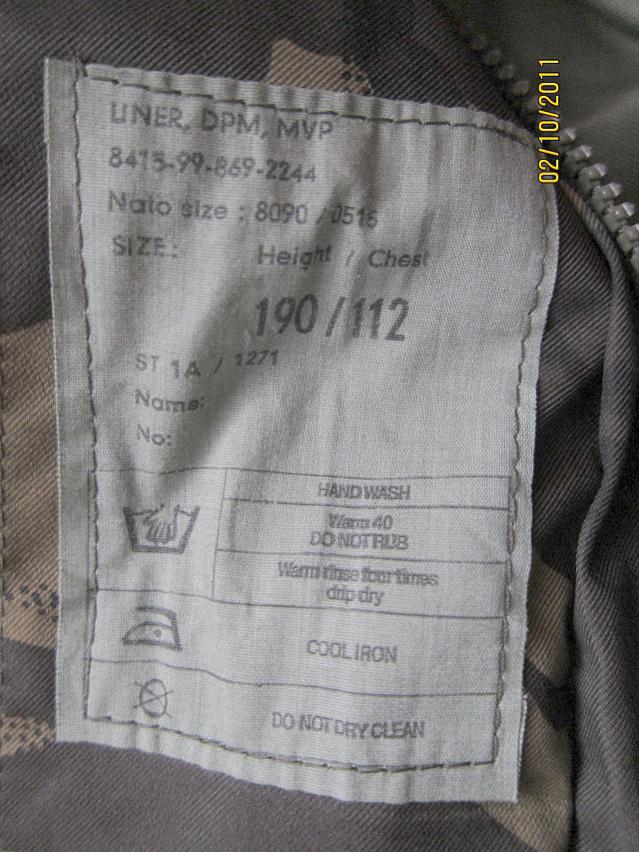 LINER, DPM, MVP
8415-99-869-2244
Nato size : 8090 / 0515
SIZE: Height / Chest
190 / 112
ST 1A / 1271
Name:
No:
HAND WASH
Warm 40
DO NOT RUB
Warm rinse four times
drip dry
COOL IRON
DO NOT DRY CLEAN
02/10/2011